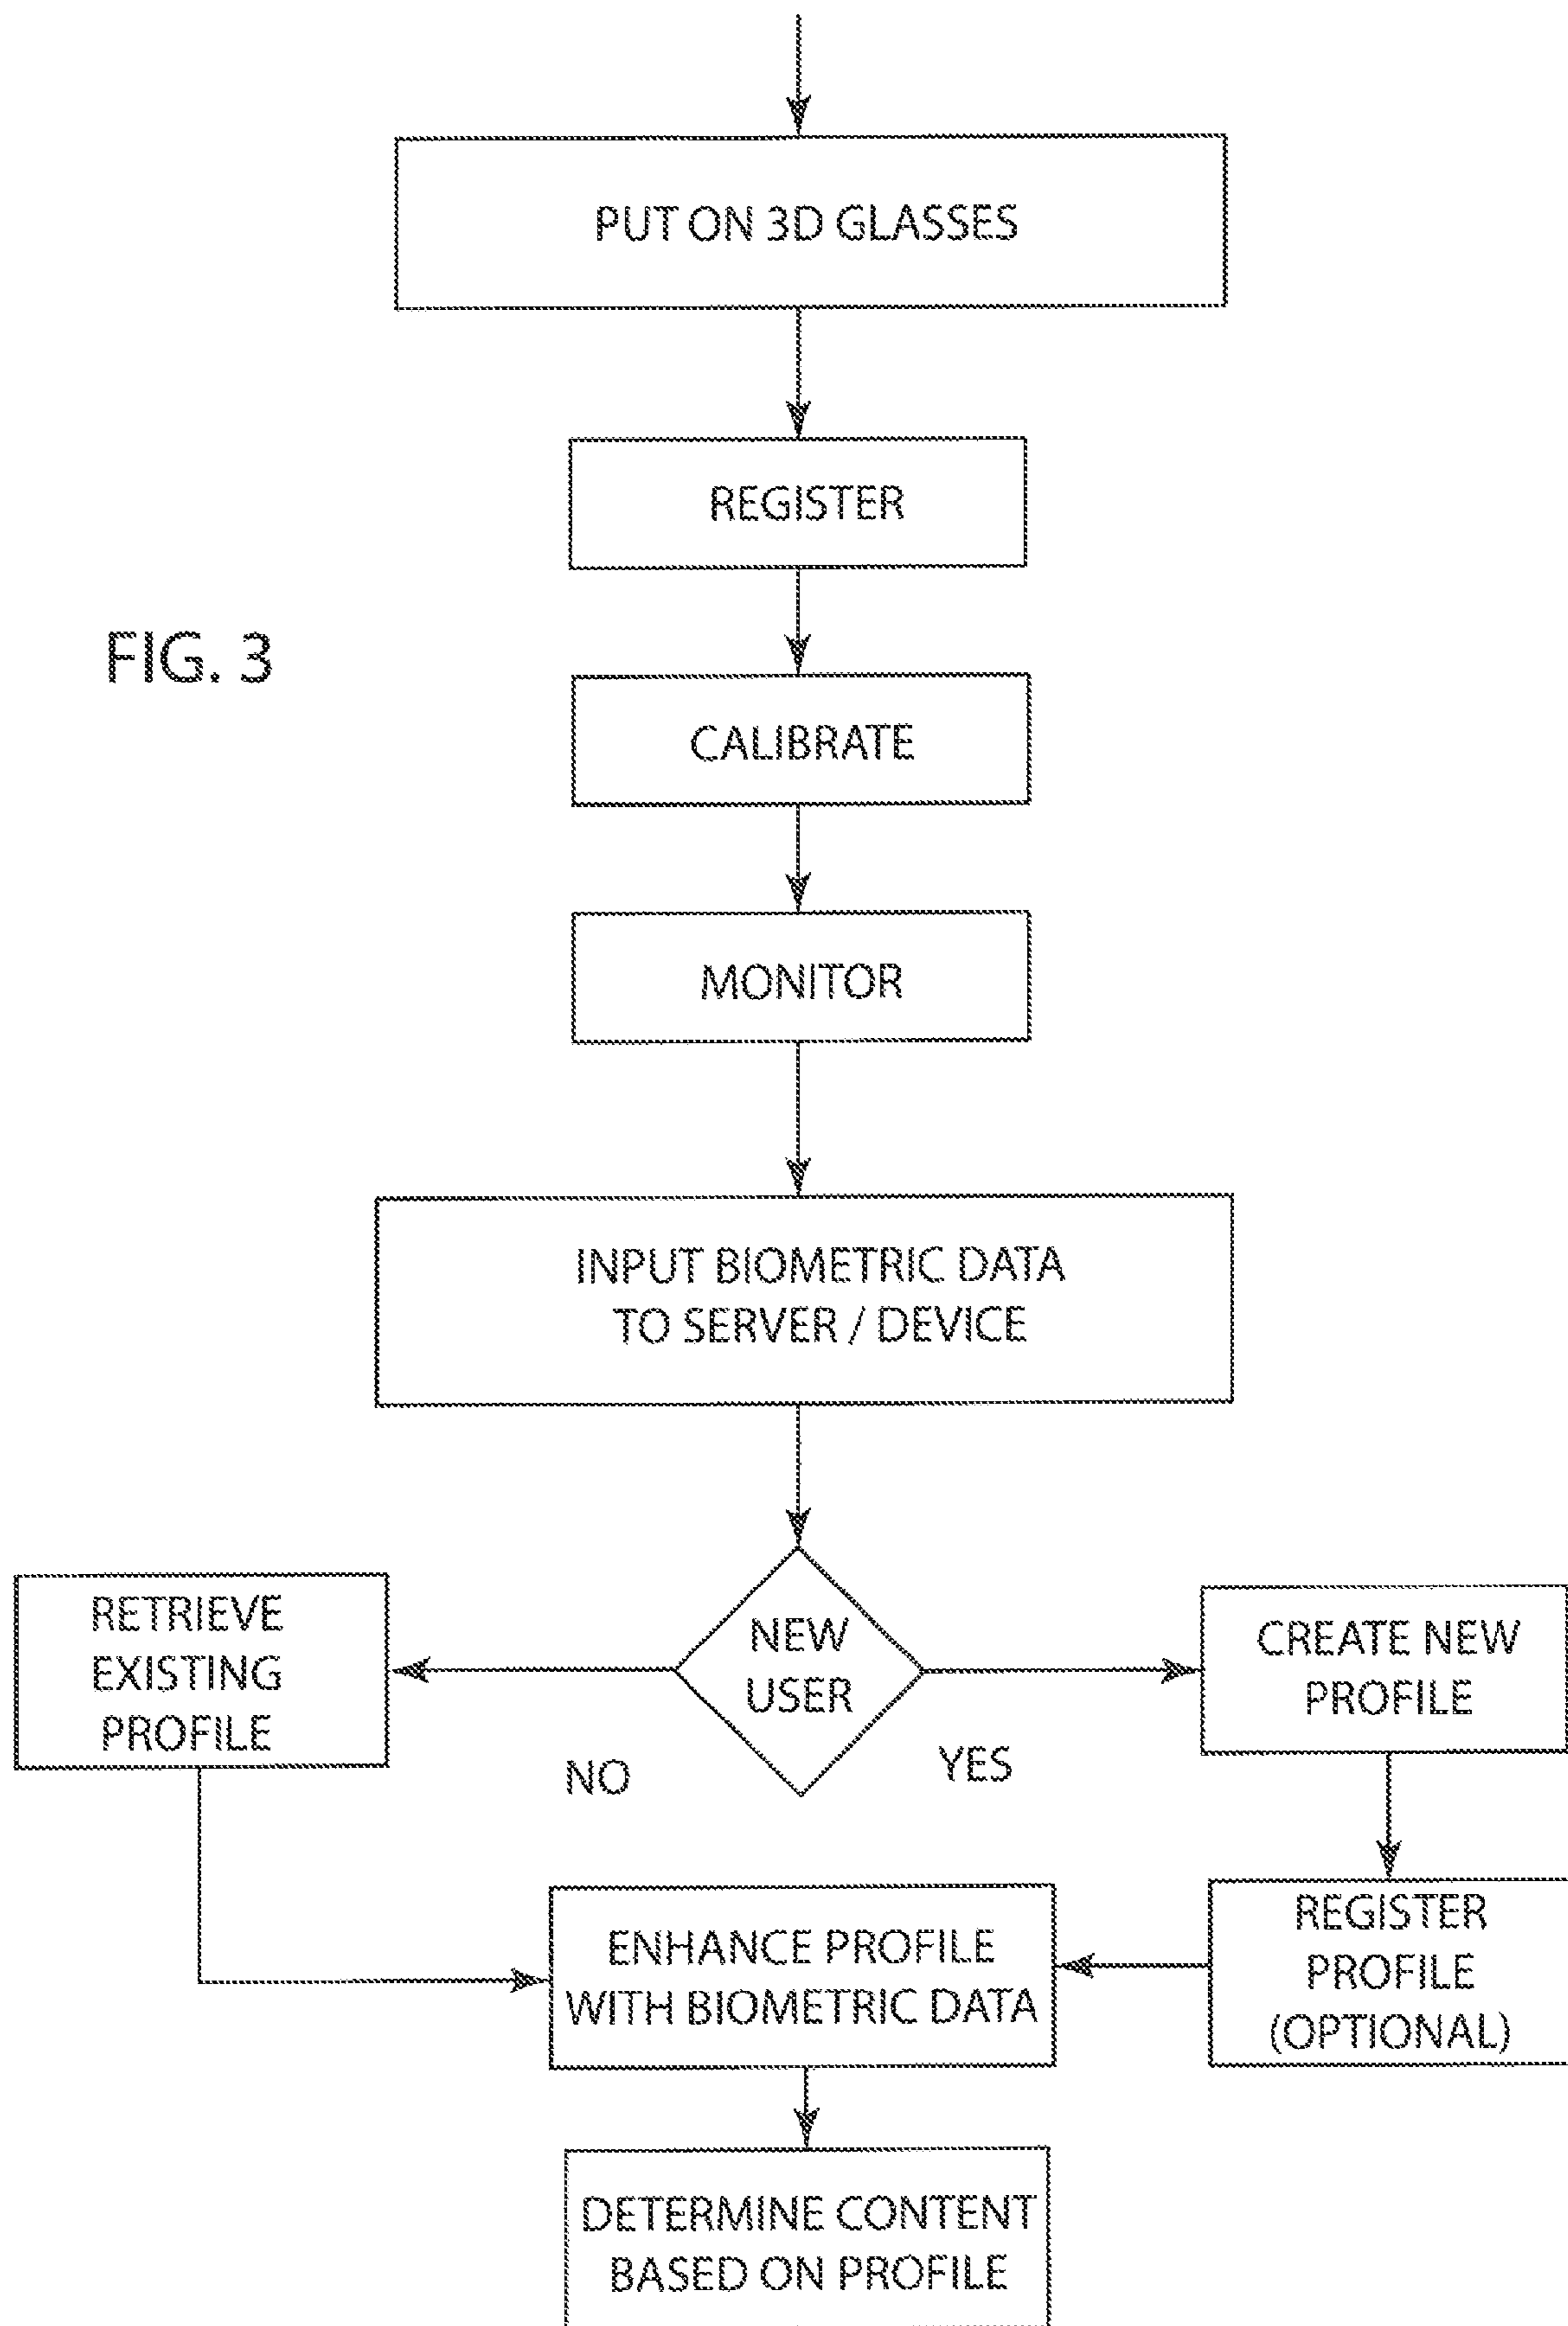 PUT ON 3D GLASSES
REGISTER
FIG. 3
CALIBRATE
MONITOR
INPUT BIOMETRIC DATA
TO SERVER / DEVICE
RETRIEVE
EXISTING
PROFILE
NEW
USER
CREATE NEW
PROFILE
NO
YES
ENHANCE PROFILE
WITH BIOMETRIC DATA
REGISTER
PROFILE
(OPTIONAL)
DETERMINE CONTENT
BASED ON PROFILE